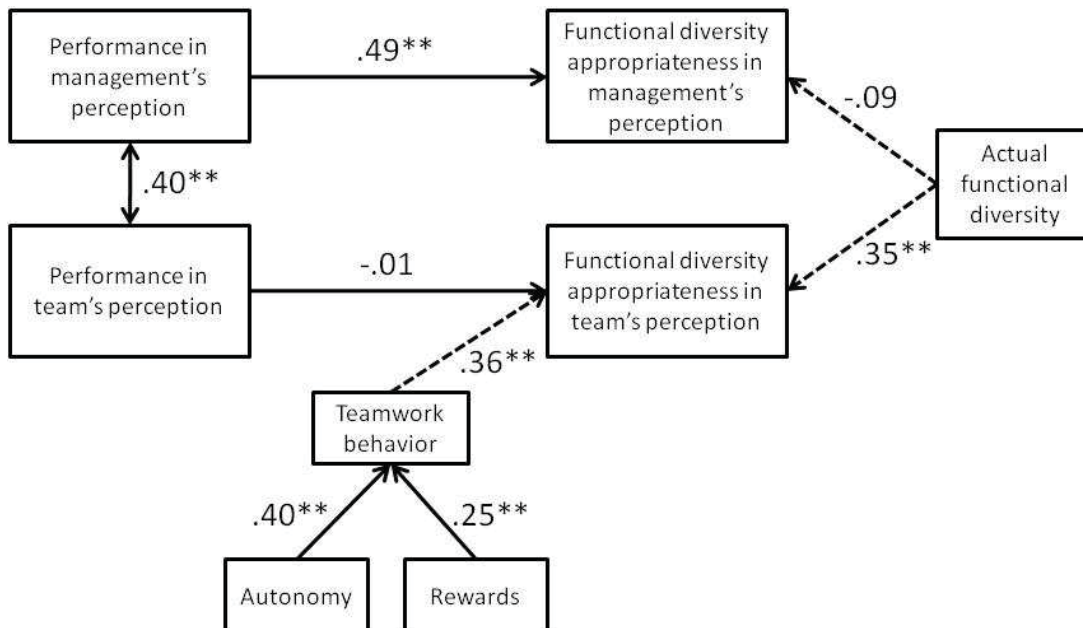 Performance in
management's
perception
.49**
Functional diversity
appropriateness in
management's
perception
-.09
Actual
functional
diversity
.40**
Performance in
team's perception
-.01
Functional diversity
appropriateness in
team's perception
.35**
.36**
Teamwork
behavior
.40**
.25**
Autonomy
Rewards